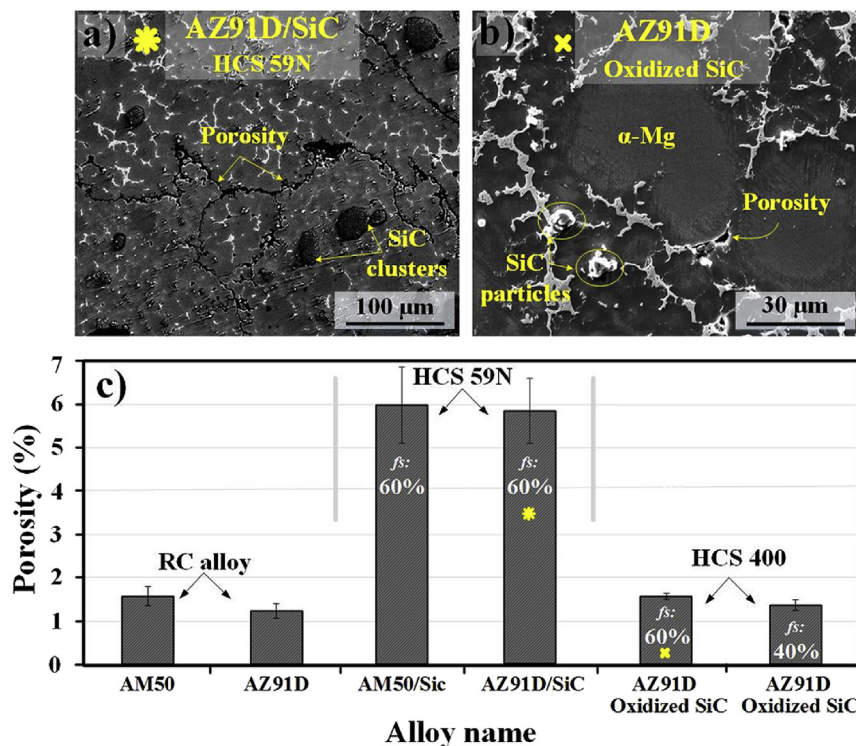 a)
AZ91D/SiC
HCS 59N
Porosity
SiC
clusters
100 µm
b)
AZ91D
Oxidized SiC
α-Mg
Porosity
SiC
particles
30 µm
c)
Porosity (%)
7
6
5
4
3
2
1
0
RC alloy
HCS 59N
HCS 400
fs:
60%
fs:
60%
fs:
60%
fs:
40%
AM50
AZ91D
AM50/Sic
AZ91D/SiC
AZ91D
Oxidized SiC
AZ91D
Oxidized SiC
Alloy name